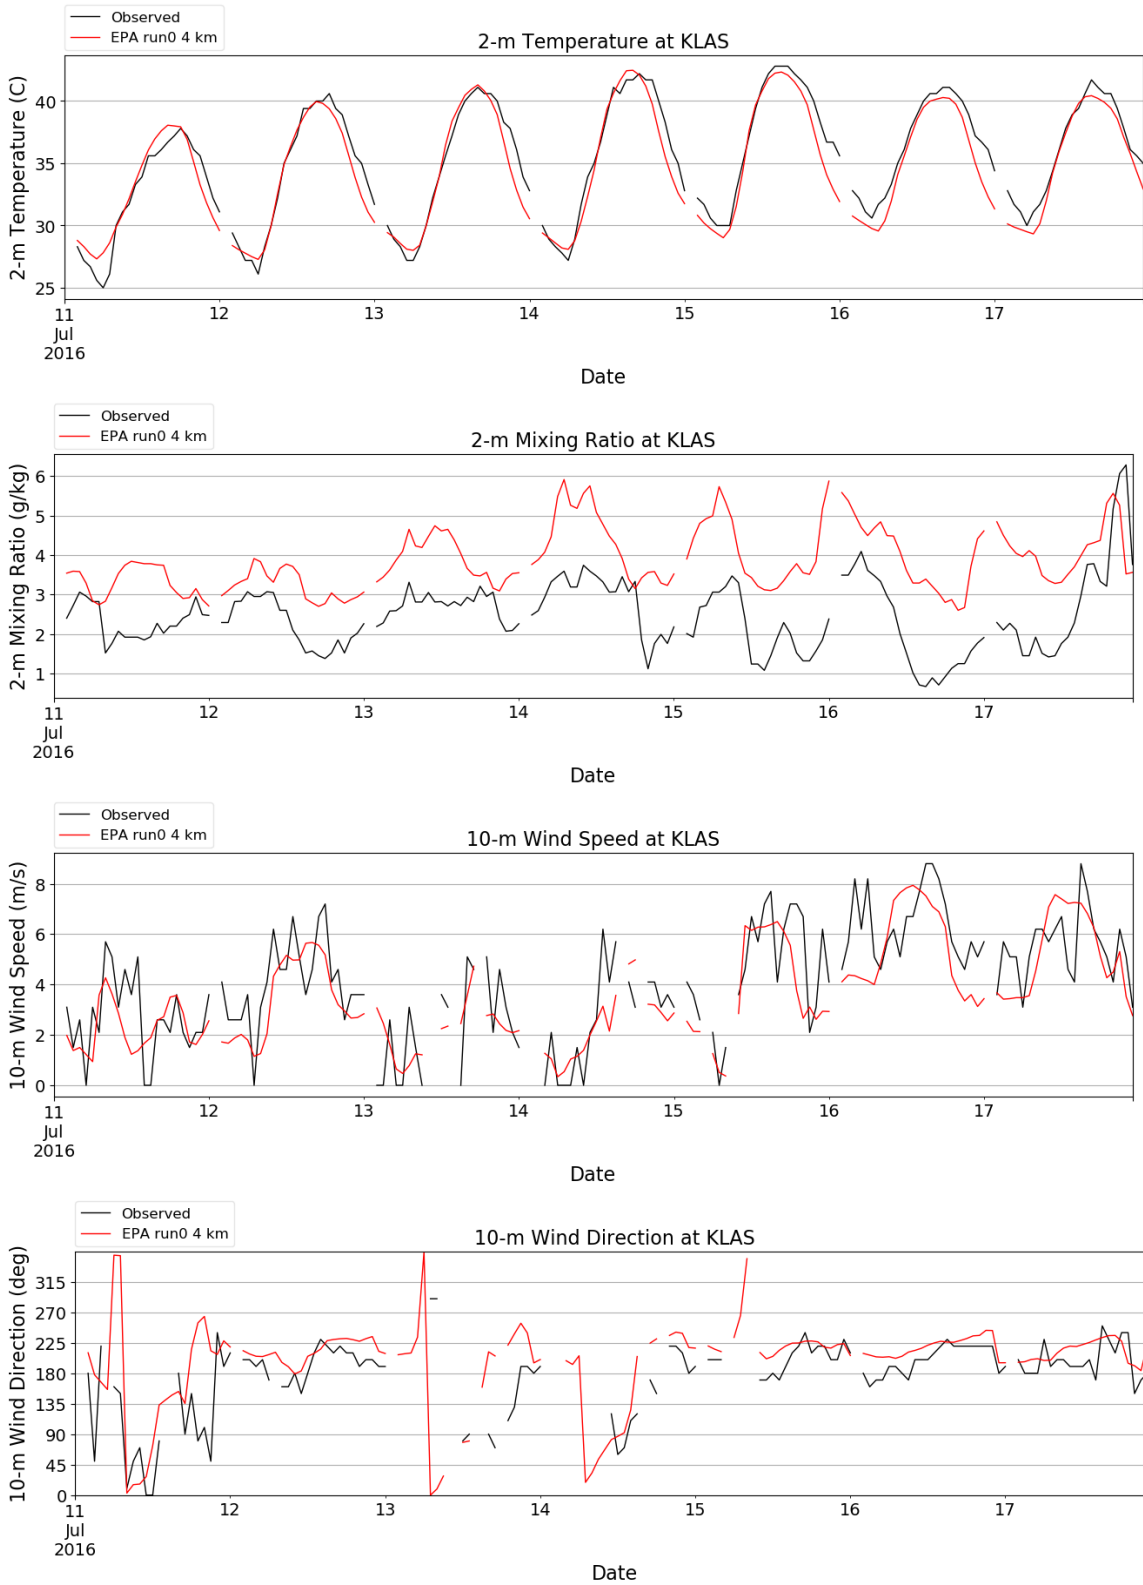 Observed
EPA run0 4 km
2-m Temperature at KLAS
2-m Temperature (C)
40
35
30
25
11 12 13 14 15 16 17
Jul
2016
Date
Observed
EPA run0 4 km
2-m Mixing Ratio at KLAS
2-m Mixing Ratio (g/kg)
6
5
4
3
2
1
11 12 13 14 15 16 17
Jul
2016
Date
Observed
EPA run0 4 km
10-m Wind Speed at KLAS
10-m Wind Speed (m/s)
8
6
4
2
0
11 12 13 14 15 16 17
Jul
2016
Date
Observed
EPA run0 4 km
10-m Wind Direction at KLAS
10-m Wind Direction (deg)
315
270
225
180
135
90
45
0
11 12 13 14 15 16 17
Jul
2016
Date